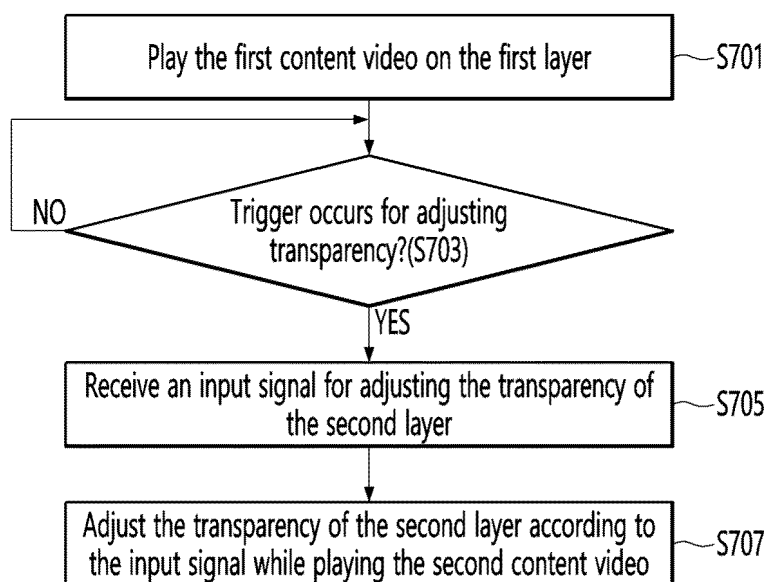 Play the first content video on the first layer
S701
NO
Trigger occurs for adjusting
transparency?(S703)
YES
Receive an input signal for adjusting the transparency of
the second layer
S705
Adjust the transparency of the second layer according to
the input signal while playing the second content video
S707